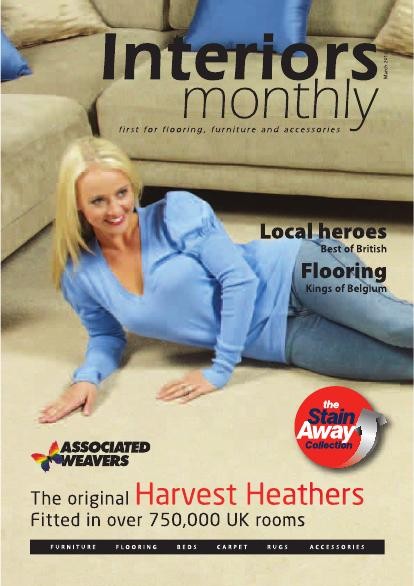 Interiors
monthly
first for flooring, furniture and accessories
Local heroes
Best of British
Flooring
Kings of Belgium
the
Stain
Away
Collection
ASSOCIATED
WEAVERS
The original Harvest Heathers
Fitted in over 750,000 UK rooms
FURNITURE FLOORING BEDS CARPET RUGS ACCESSORIES